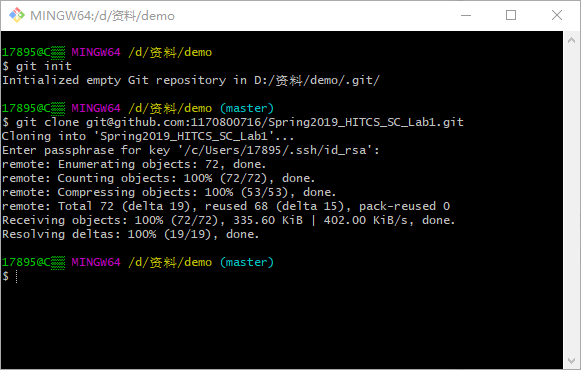 MINGW64:/d/资料/demo
17895@C MINGW64 /d/资料/demo
$ git init
Initialized empty Git repository in D:/资料/demo/.git/
17895@C MINGW64 /d/资料/demo (master)
$ git clone git@github.com:1170800716/Spring2019_HITCS_SC_Lab1.git
Cloning into 'Spring2019_HITCS_SC_Lab1'...
Enter passphrase for key '/c/Users/17895/.ssh/id_rsa':
remote: Enumerating objects: 72, done.
remote: Counting objects: 100% (72/72), done.
remote: Compressing objects: 100% (53/53), done.
remote: Total 72 (delta 19), reused 68 (delta 15), pack-reused 0
Receiving objects: 100% (72/72), 335.60 KiB | 402.00 KiB/s, done.
Resolving deltas: 100% (19/19), done.
17895@C MINGW64 /d/资料/demo (master)
$